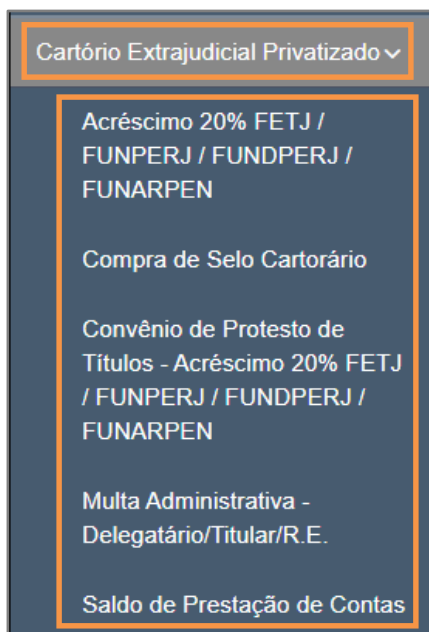 Cartório Extrajudicial Privatizado
Acréscimo 20% FETJ /
FUNPERJ / FUNDPERJ /
FUNARPEN
Compra de Selo Cartorário
Convênio de Protesto de
Títulos - Acréscimo 20% FETJ
/ FUNPERJ / FUNDPERJ /
FUNARPEN
Multa Administrativa -
Delegatário/Titular/R.E.
Saldo de Prestação de Contas